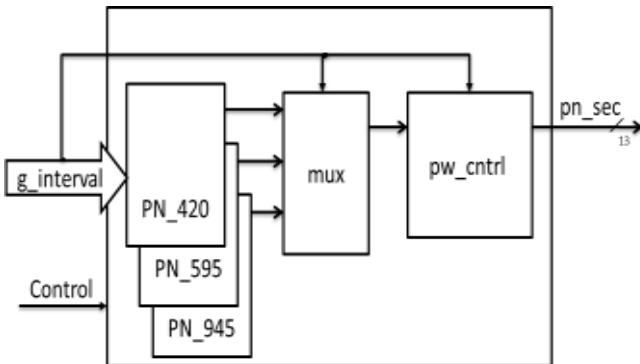 pn_sec
13
g_interval
PN_420
mux
pw_cntrl
PN_595
Control
PN_945